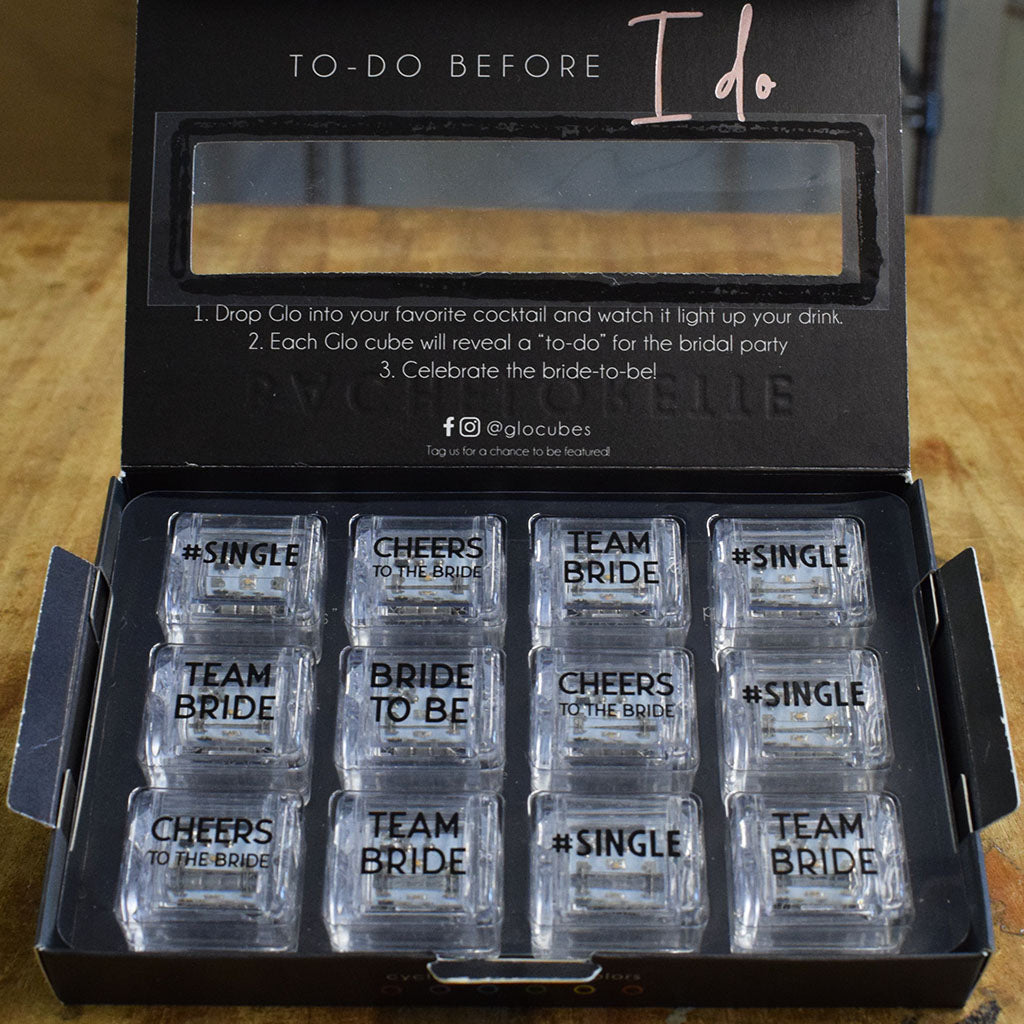 TO-DO BEFORE I do
1. Drop Glo into your favorite cocktail and watch it light up your drink.
2. Each Glo cube will reveal a “to-do” for the bridal party
3. Celebrate the bride-to-be!
BACHELORETTE
@glocubes
Tag us for a chance to be featured!
#SINGLE
CHEERS
TO THE BRIDE
TEAM
BRIDE
#SINGLE
TEAM
BRIDE
BRIDE
TO BE
CHEERS
TO THE BRIDE
#SINGLE
CHEERS
TO THE BRIDE
TEAM
BRIDE
#SINGLE
TEAM
BRIDE